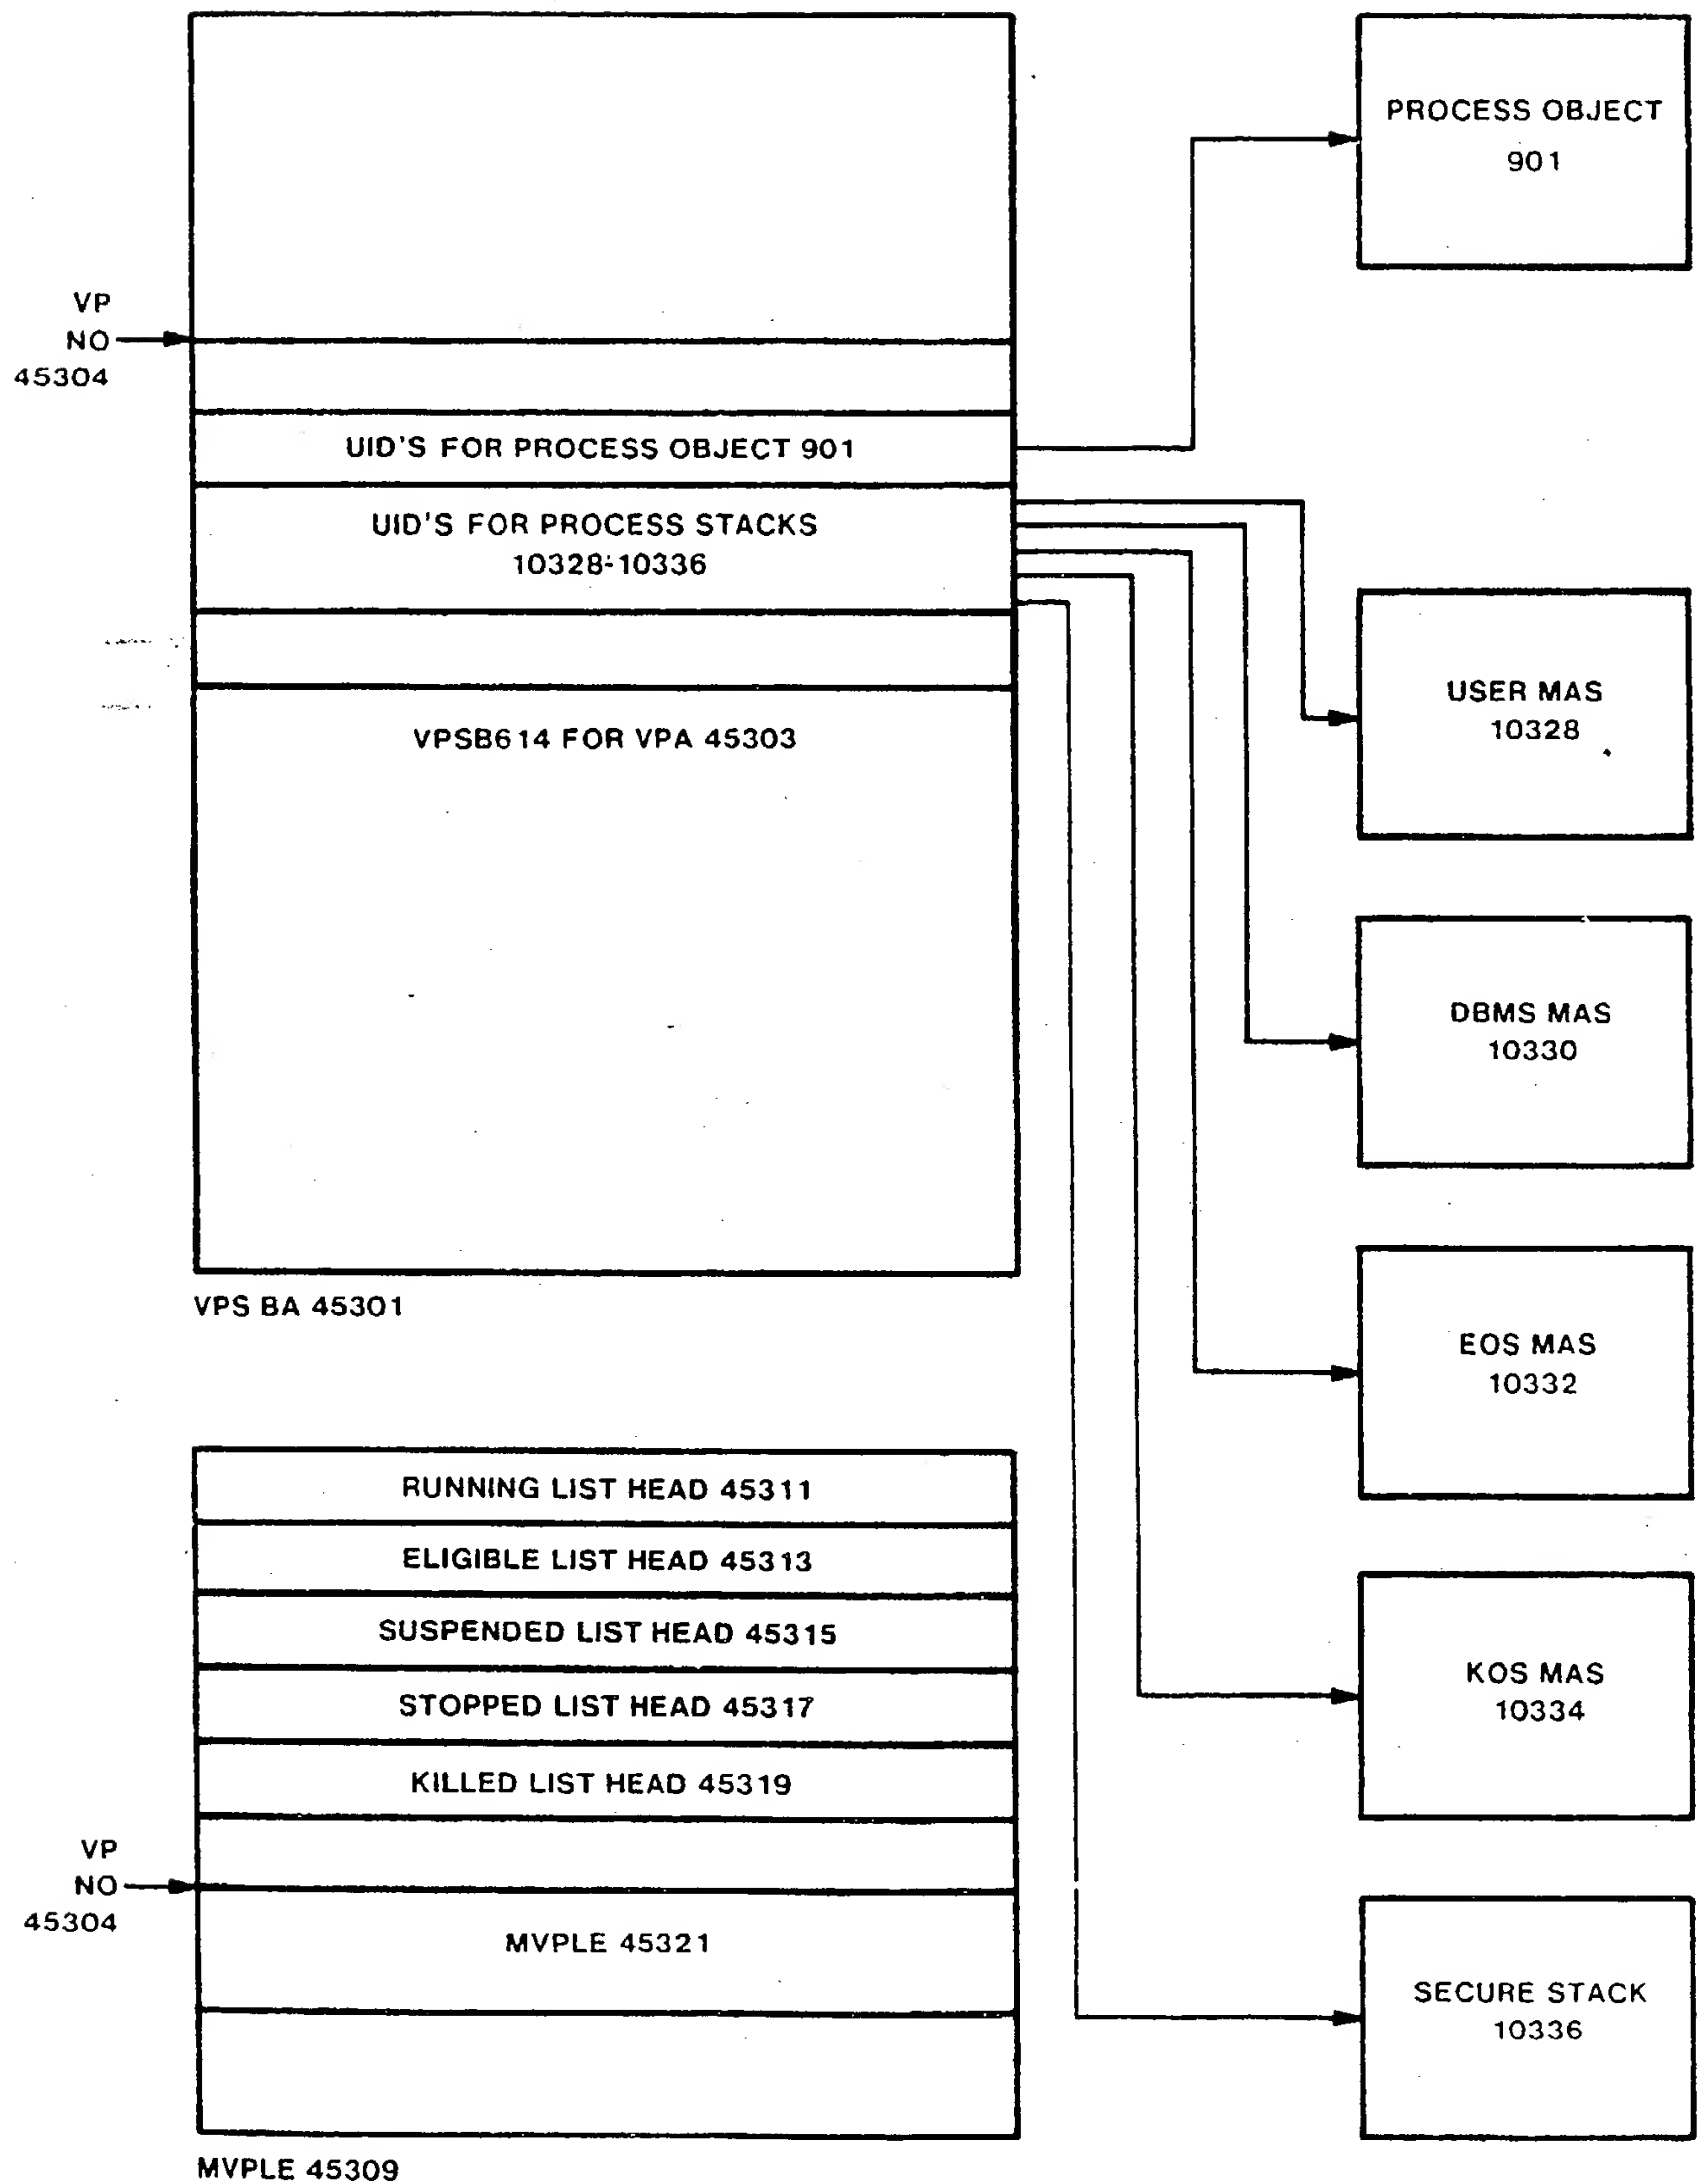 PROCESS OBJECT
901
VP
NO
45304
UID'S FOR PROCESS OBJECT 901
UID'S FOR PROCESS STACKS
10328-10336
VPSB614 FOR VPA 45303
USER MAS
10328
DBMS MAS
10330
EOS MAS
10332
KOS MAS
10334
SECURE STACK
10336
VPS BA 45301
RUNNING LIST HEAD 45311
ELIGIBLE LIST HEAD 45313
SUSPENDED LIST HEAD 45315
STOPPED LIST HEAD 45317
KILLED LIST HEAD 45319
VP
NO
45304
MVPLE 45321
MVPLE 45309